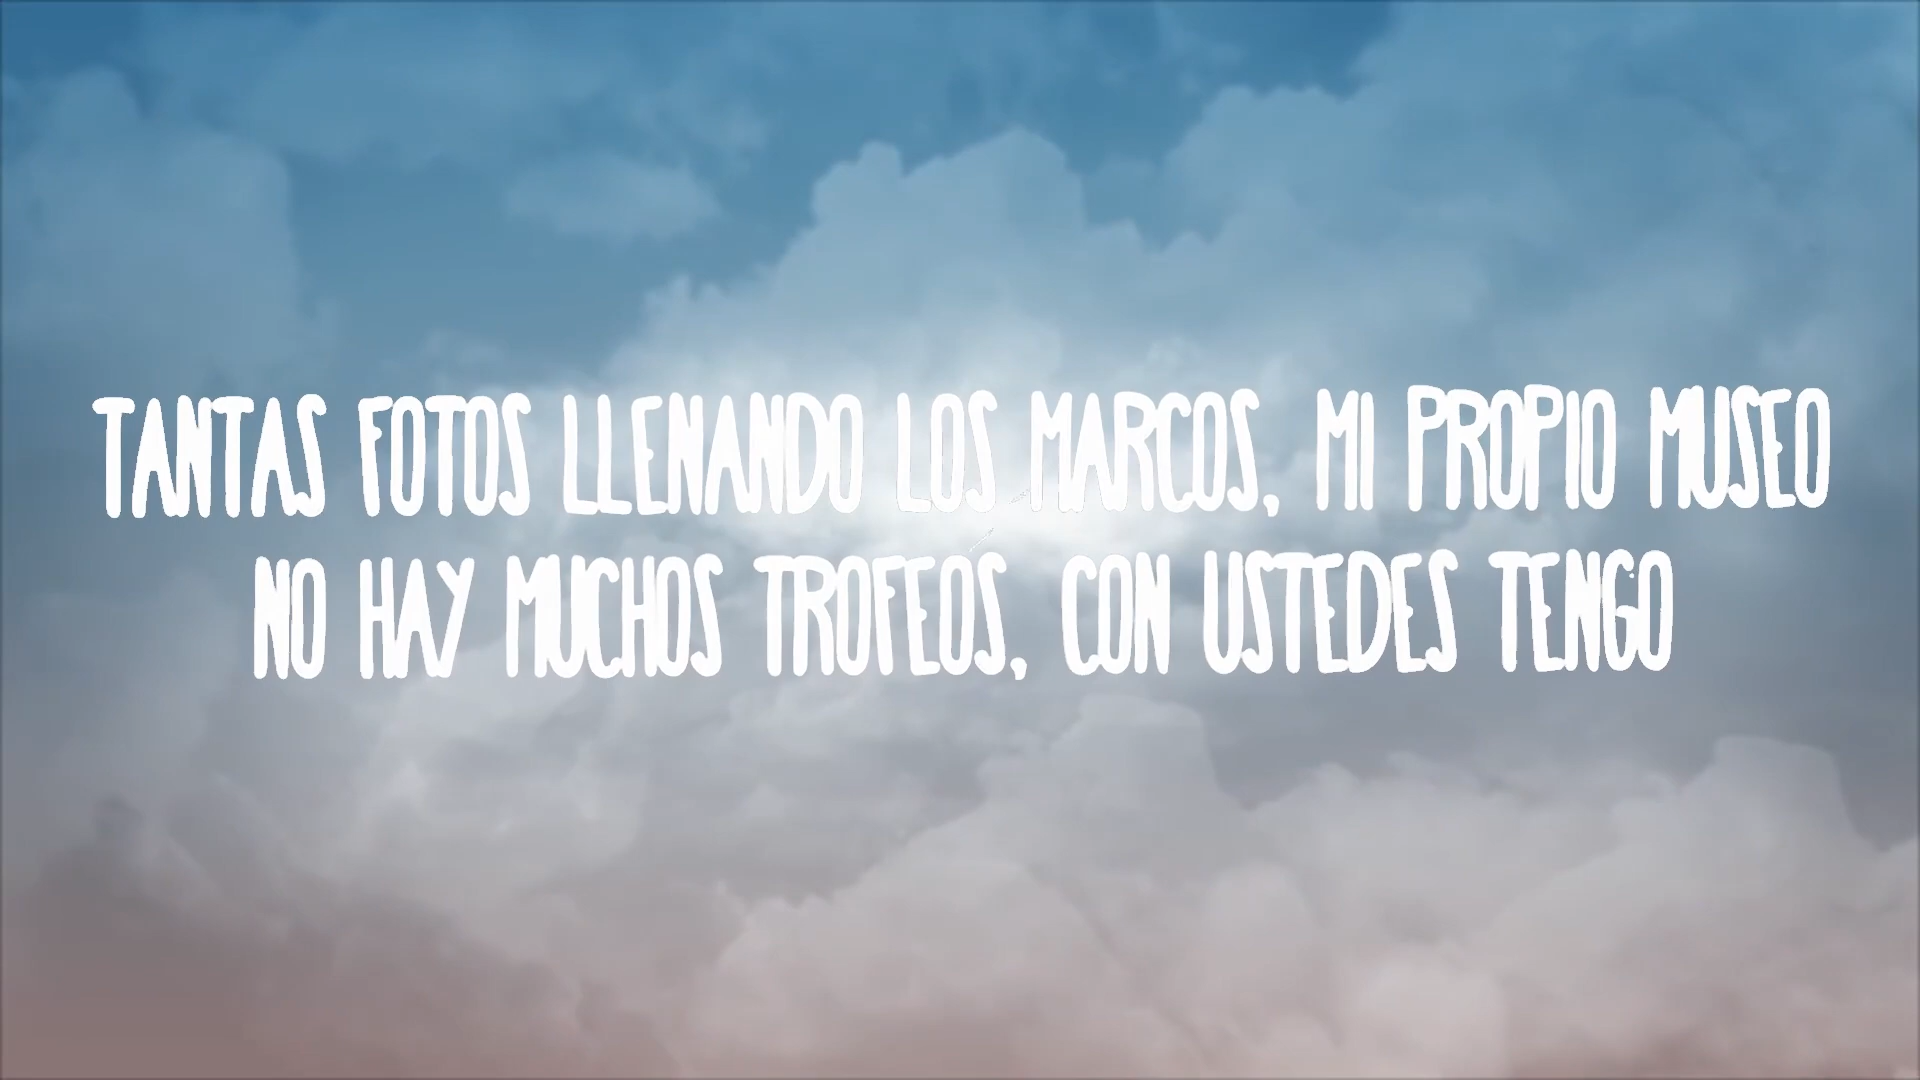 TANTAS FOTOS LLENANDO LOS MARCOS, MI PROPIO MUSEO
NO HAY MUCHOS TROFEOS, CON USTEDES TENGO